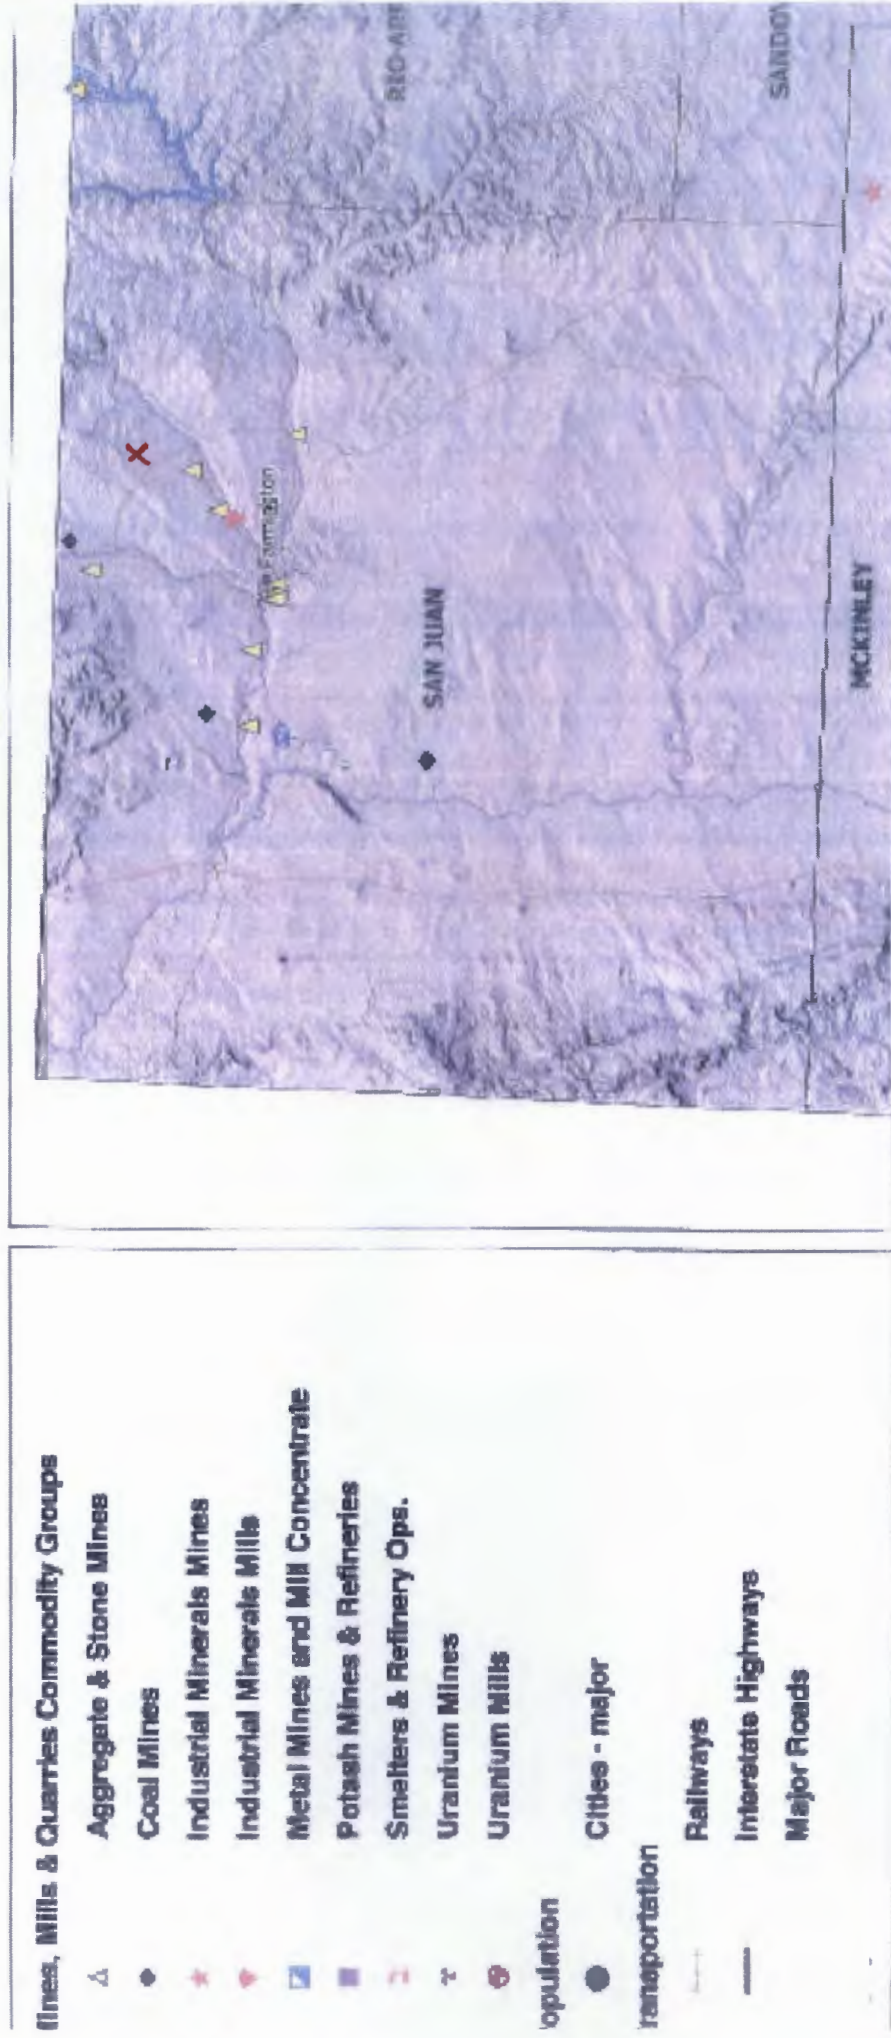 fines, Mills & Quarries Commodity Groups
Aggregate & Stone Mines
Coal Mines
Industrial Minerals Mines
Industrial Minerals Mills
Metal Mines and Mill Concentrate
Potash Mines & Refineries
Smelters & Refinery Ops.
Uranium Mines
Uranium Mills
opulation
Cities - major
ransportation
Railways
Interstate Highways
Major Roads
Farmington
SAN JUAN
MCKINLEY
RIO ARR
SANDOV
X